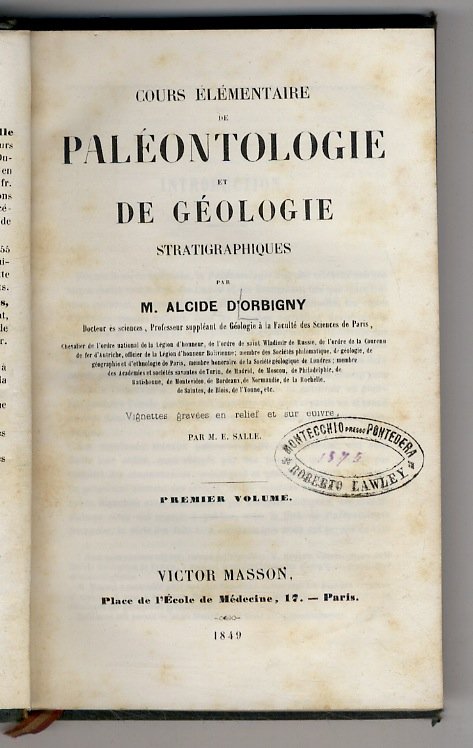 COURS ÉLÉMENTAIRE
DE
PALÉONTOLOGIE
ET
DE GÉOLOGIE
STRATIGRAPHIQUES
PAR
M. ALCIDE D'ORBIGNY
Docteur ès sciences, Professeur suppléant de Géologie à la Faculté des Sciences de Paris,
Chevalier de l'ordre national de la Légion d'honneur, de l'ordre de saint Wladimir de Russie, de l'ordre de la Couronne
de fer d'Autriche, officier de la Légion d'honneur Bolivienne; membre des Sociétés philomatique, de géologie, de
géographie et d'ethnologie de Paris, membre honoraire de la Société géologique de Londres; membre
des Académies et sociétés savantes de Turin, de Madrid, de Moscou, de Philadelphie, de
Ratisbonne, de Montevideo, de Bordeaux, de Normandie, de la Rochelle,
de Saintes, de Blois, de l'Yonne, etc.
Vignettes gravées en relief et sur cuivre,
PAR M. E. SALLE.
MONTECCHIO PRESSO PONTEDERA
1875
ROBERTO LAWLEY
PREMIER VOLUME.
VICTOR MASSON,
Place de l'École de Médecine, 17. — Paris.
1849